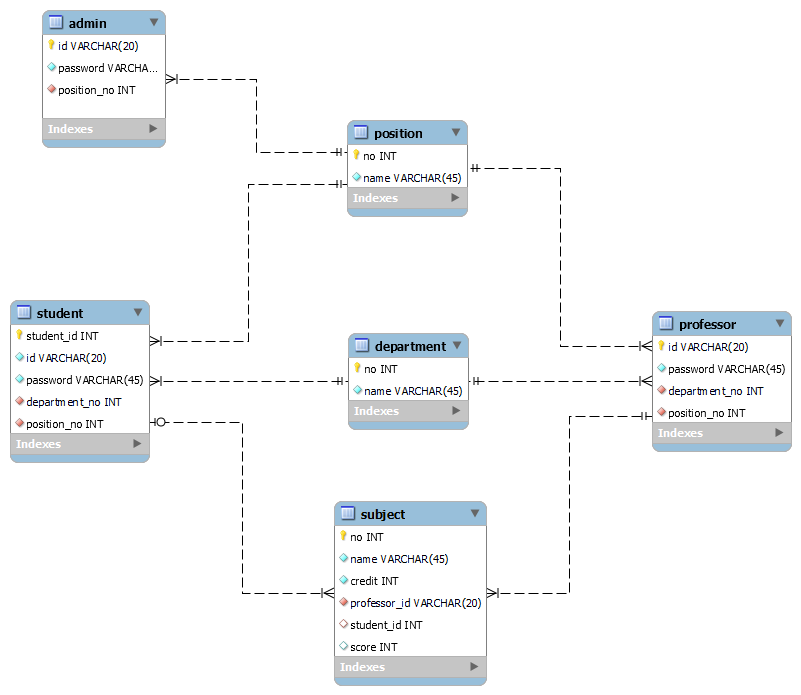 admin
id VARCHAR(20)
password VARCHA...
position_no INT
Indexes
position
no INT
name VARCHAR(45)
Indexes
student
student_id INT
id VARCHAR(20)
password VARCHAR(45)
department_no INT
position_no INT
Indexes
department
no INT
name VARCHAR(45)
Indexes
professor
id VARCHAR(20)
password VARCHAR(45)
department_no INT
position_no INT
Indexes
subject
no INT
name VARCHAR(45)
credit INT
professor_id VARCHAR(20)
student_id INT
score INT
Indexes